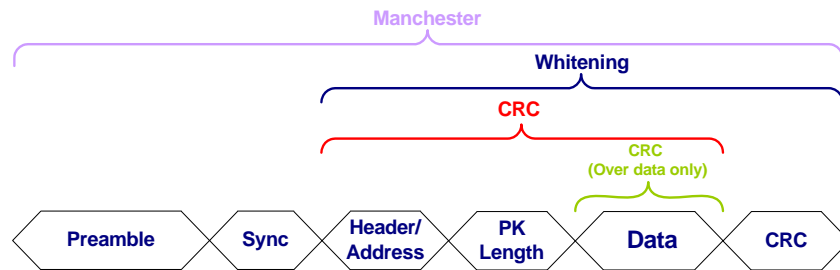 Manchester
Whitening
CRC
CRC
(Over data only)
Preamble
Sync
Header/
Address
PK
Length
Data
CRC